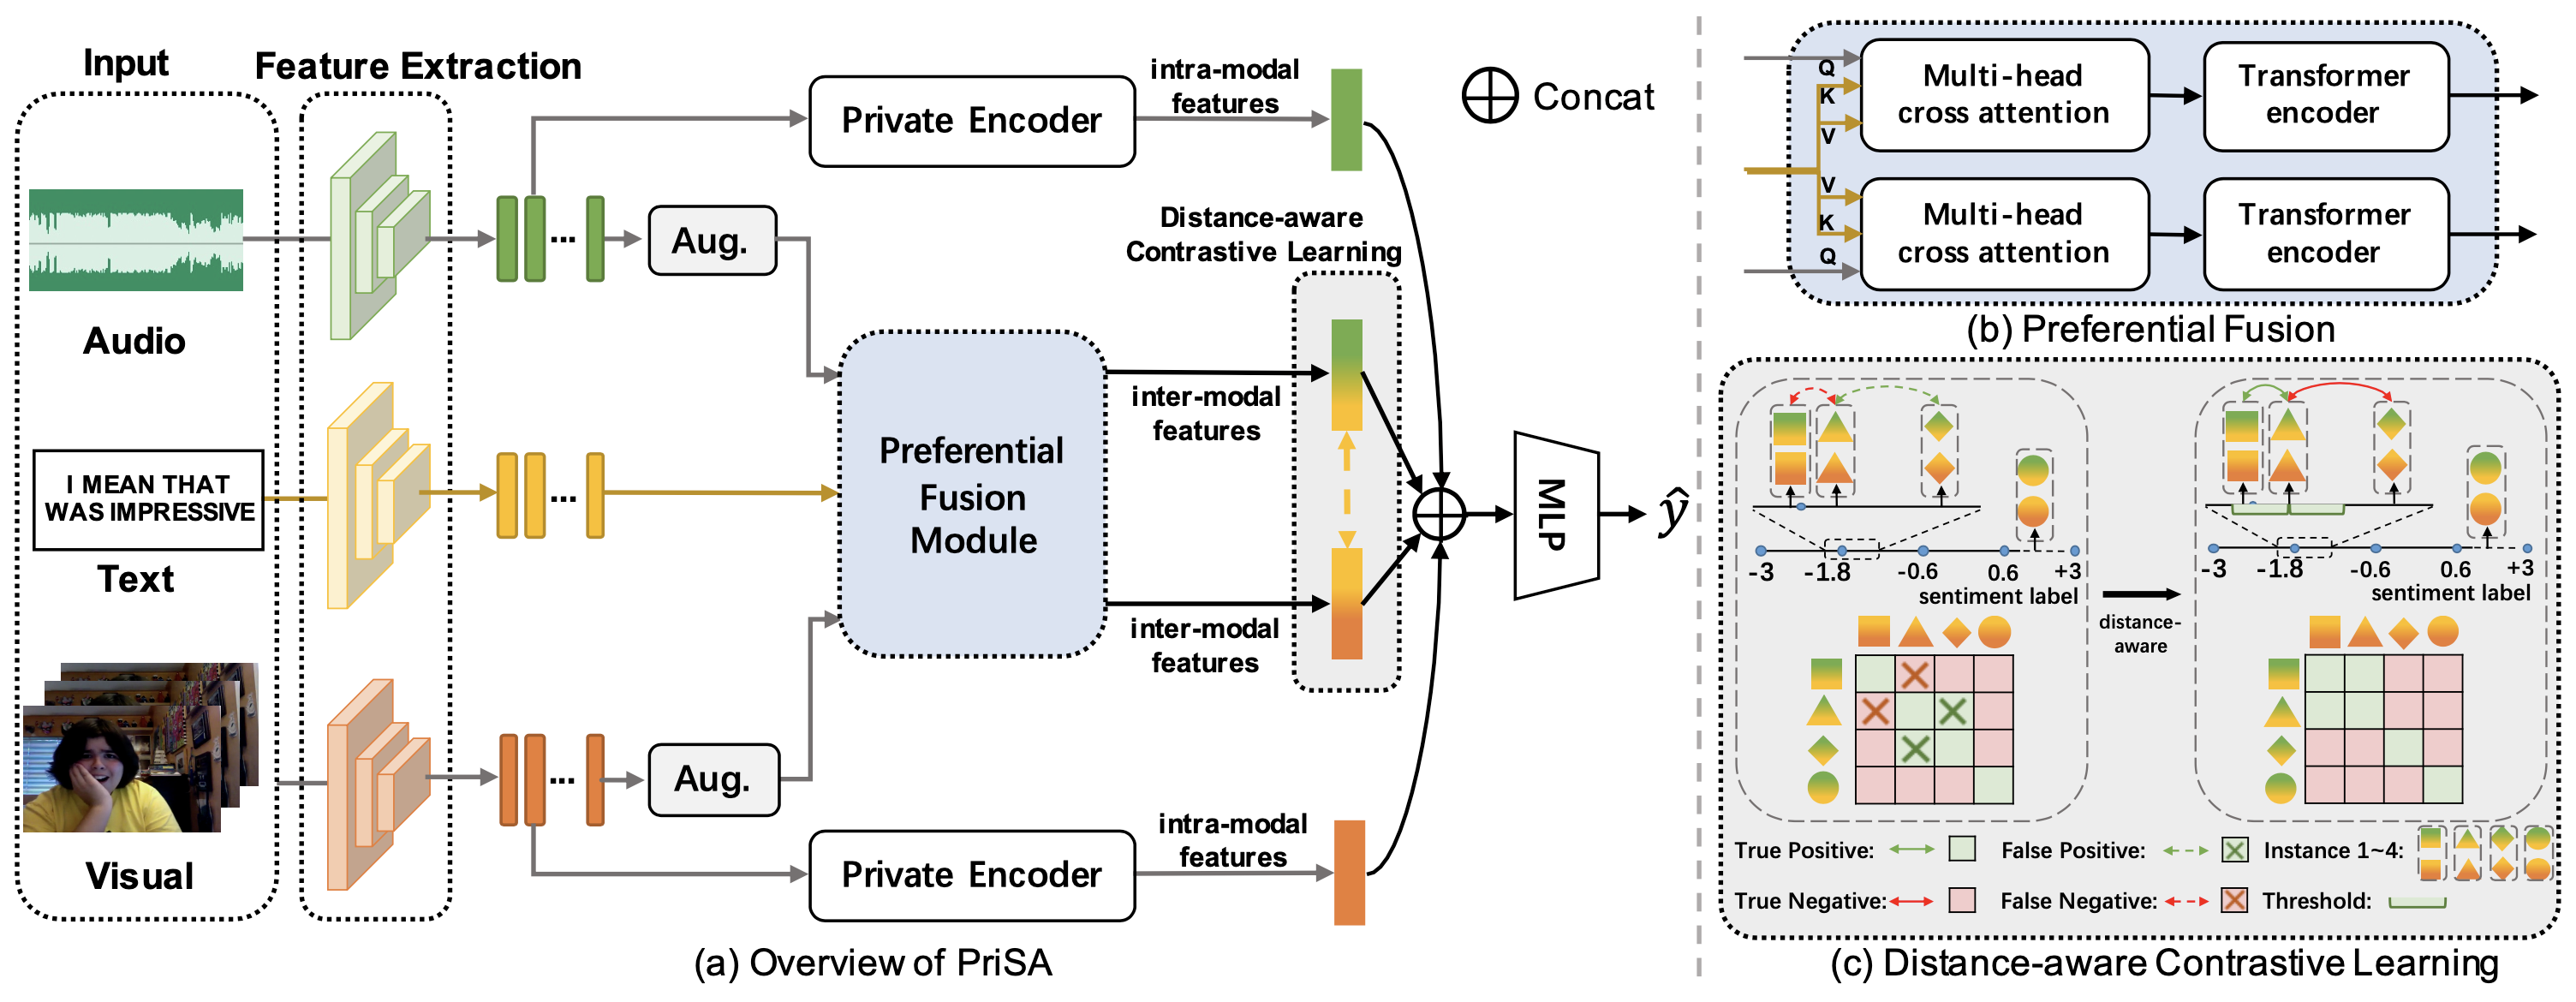 Input
Feature Extraction
Audio
I MEAN THAT
WAS IMPRESSIVE
Text
Visual
...
...
...
Aug.
Aug.
Private Encoder
Private Encoder
Preferential
Fusion
Module
intra-modal
features
Distance-aware
Contrastive Learning
inter-modal
features
inter-modal
features
intra-modal
features
Concat
MLP
ŷ
(a) Overview of PriSA
Q
K
V
V
K
Q
Multi-head
cross attention
Transformer
encoder
Multi-head
cross attention
Transformer
encoder
(b) Preferential Fusion
-3 -1.8 -0.6 0.6 +3
sentiment label
distance-
aware
-3 -1.8 -0.6 0.6 +3
sentiment label
True Positive: False Positive: Instance 1~4:
True Negative: False Negative: Threshold:
(c) Distance-aware Contrastive Learning